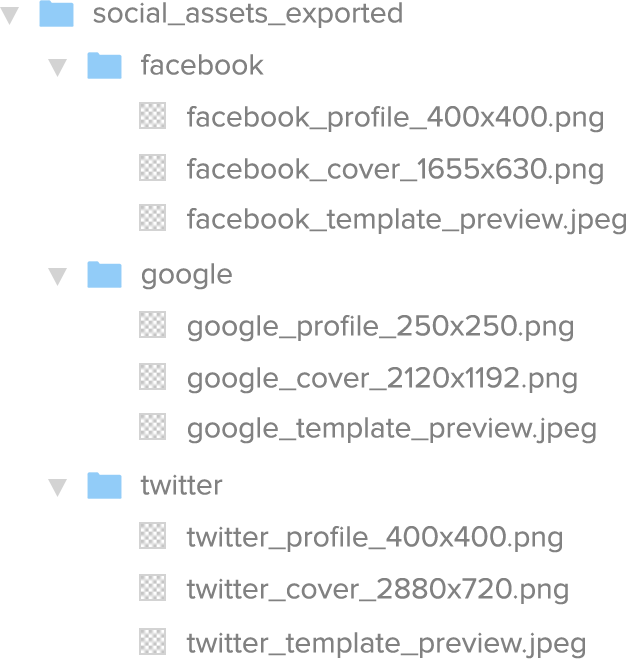 social_assets_exported
facebook
facebook_profile_400x400.png
facebook_cover_1655x630.png
facebook_template_preview.jpeg
google
google_profile_250x250.png
google_cover_2120x1192.png
google_template_preview.jpeg
twitter
twitter_profile_400x400.png
twitter_cover_2880x720.png
twitter_template_preview.jpeg